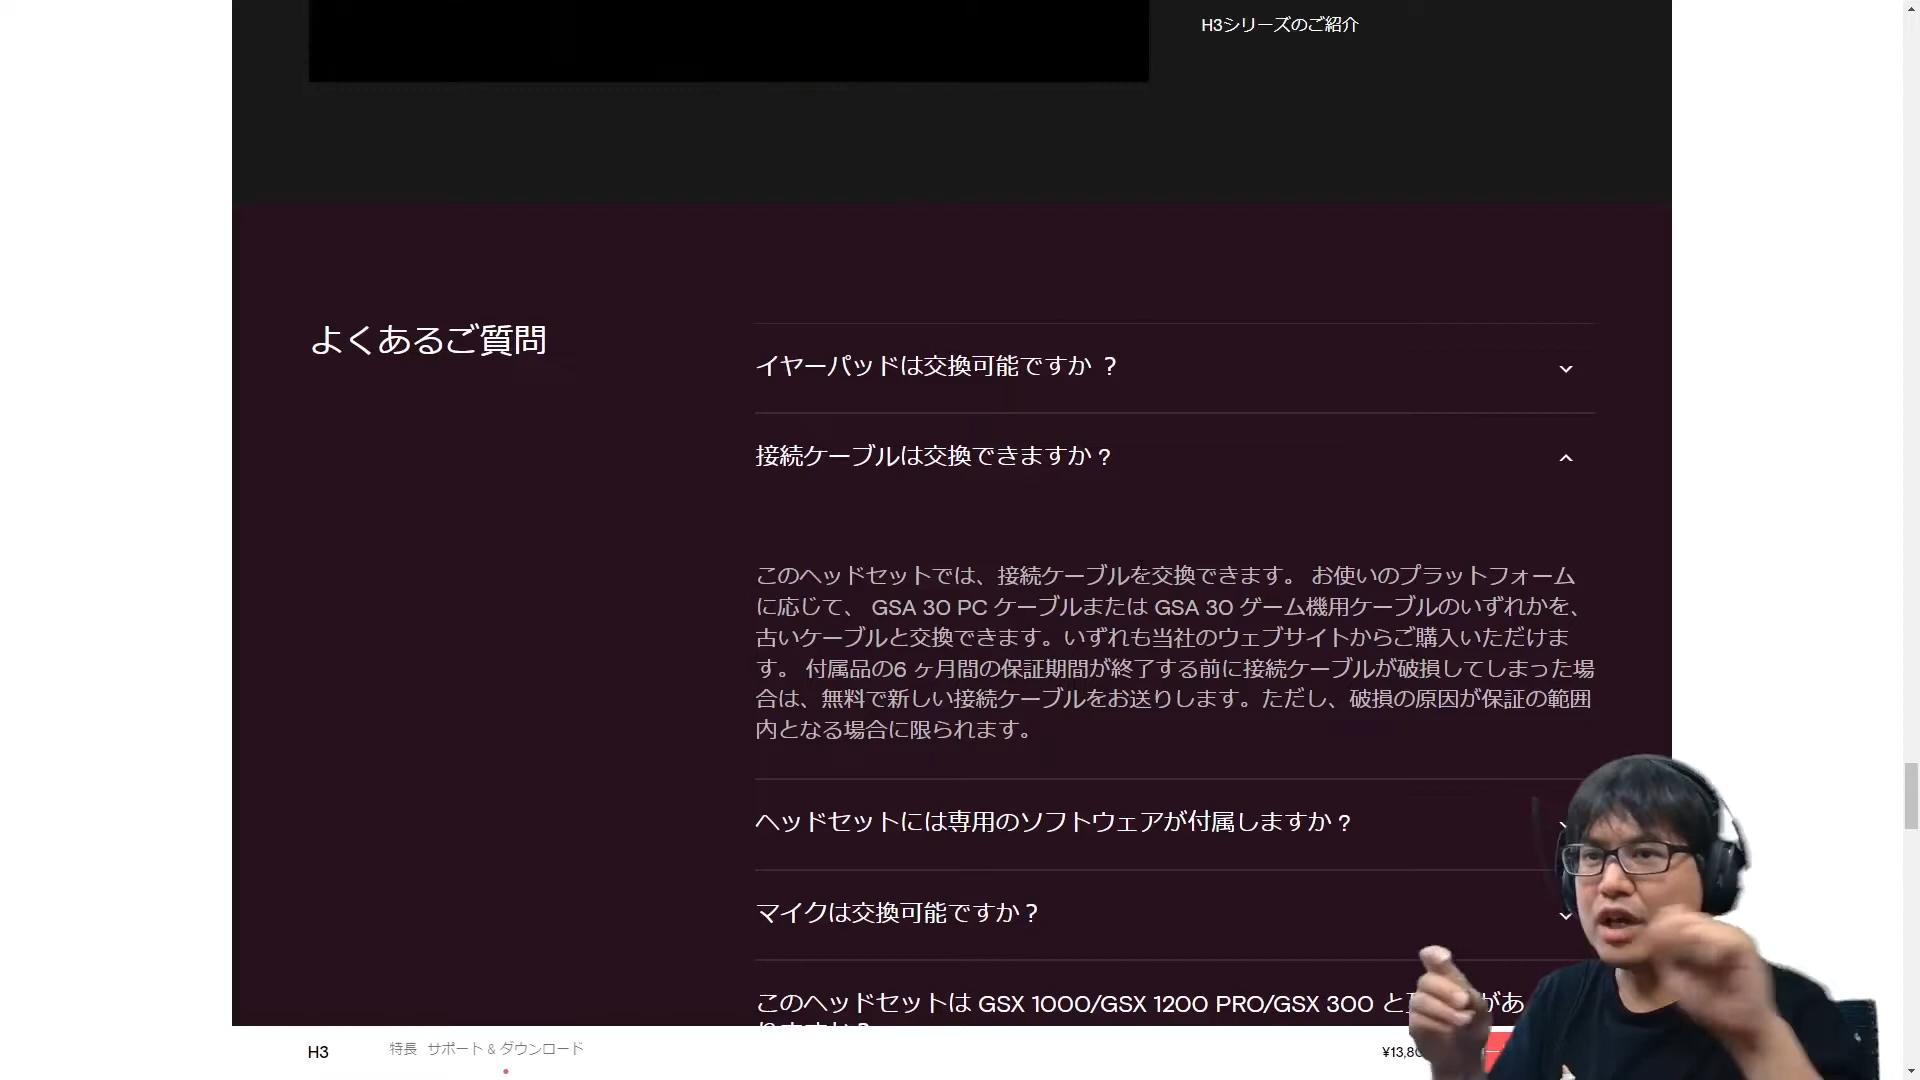 H3シリーズのご紹介
よくあるご質問
イヤーパッドは交換可能ですか ？
接続ケーブルは交換できますか？
このヘッドセットでは、接続ケーブルを交換できます。 お使いのプラットフォーム
に応じて、 GSA 30 PC ケーブルまたは GSA 30 ゲーム機用ケーブルのいずれかを、
古いケーブルと交換できます。いずれも当社のウェブサイトからご購入いただけま
す。 付属品の6 ヶ月間の保証期間が終了する前に接続ケーブルが破損してしまった場
合は、無料で新しい接続ケーブルをお送りします。ただし、破損の原因が保証の範囲
内となる場合に限られます。
ヘッドセットには専用のソフトウェアが付属しますか？
マイクは交換可能ですか？
このヘッドセットは GSX 1000/GSX 1200 PRO/GSX 300 と があ
H3
特長 サポート & ダウンロード
¥13,8